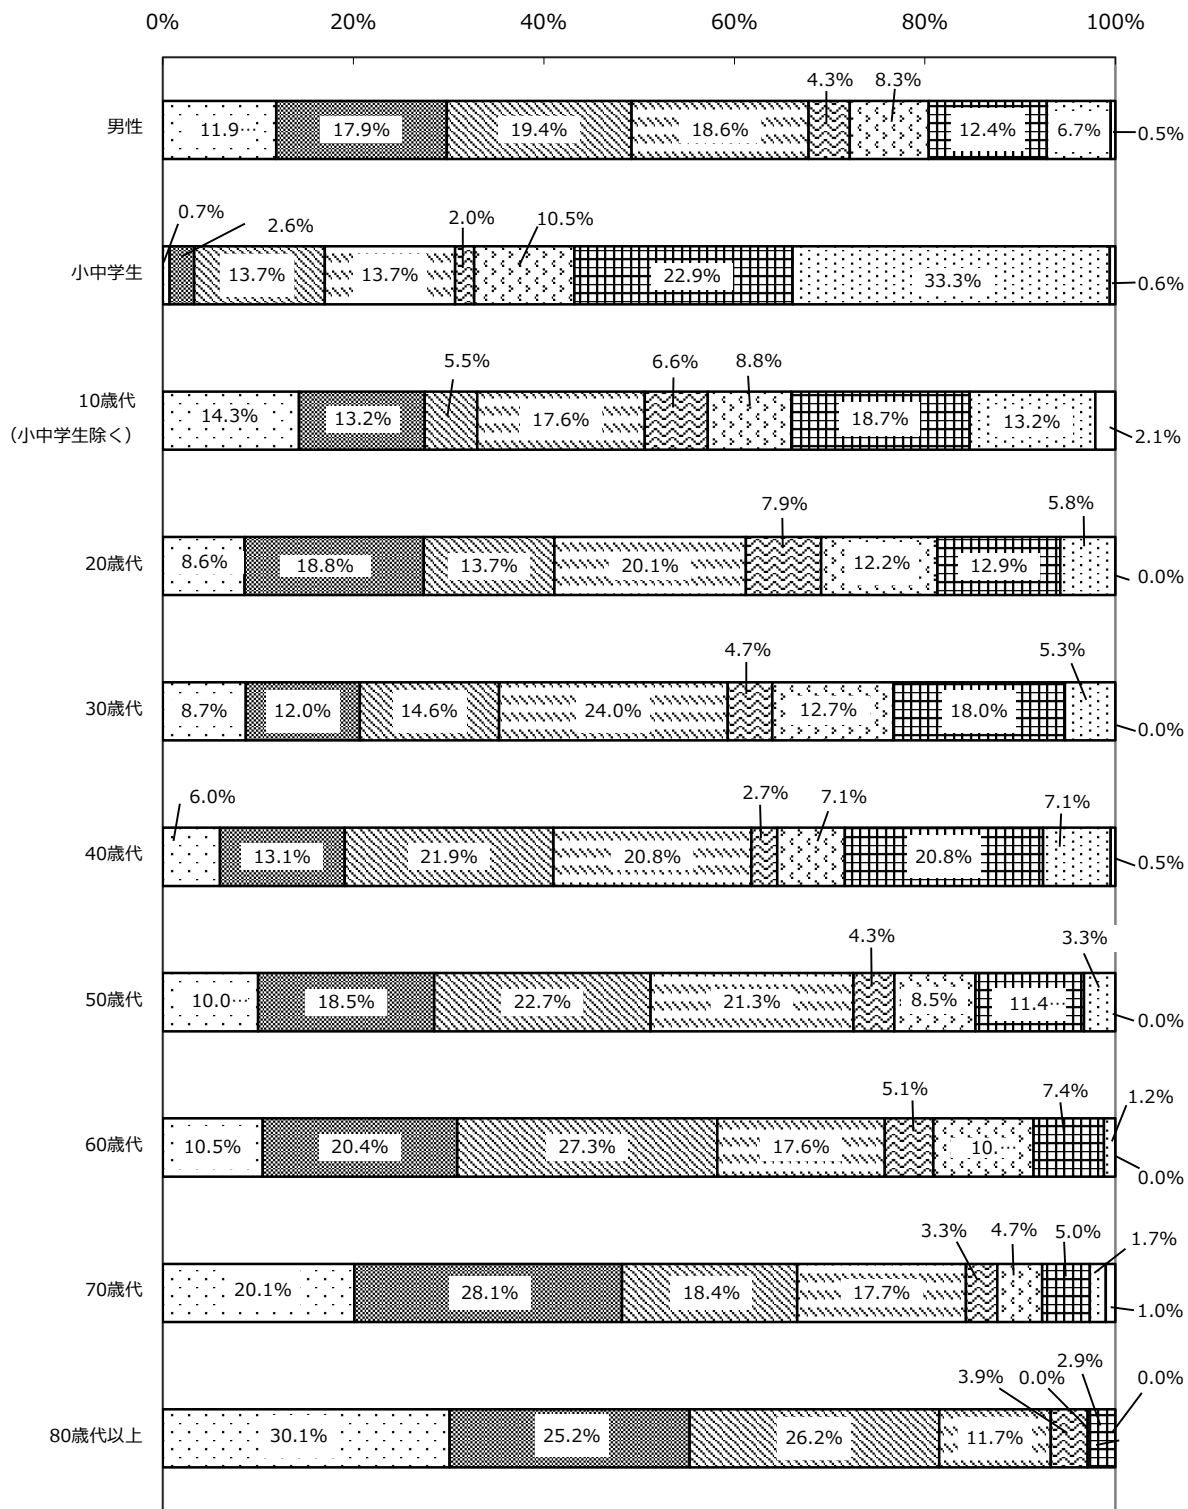 0% 20% 40% 60% 80% 100%
4.3% 8.3%
男性 11.9… 17.9% 19.4% 18.6% 12.4% 6.7% 0.5%
0.7% 2.6% 2.0% 10.5%
小中学生 13.7% 13.7% 22.9% 33.3% 0.6%
5.5% 6.6% 8.8%
10歳代
(小中学生除く) 14.3% 13.2% 17.6% 18.7% 13.2% 2.1%
7.9% 5.8%
20歳代 8.6% 18.8% 13.7% 20.1% 12.2% 12.9% 0.0%
4.7% 5.3%
30歳代 8.7% 12.0% 14.6% 24.0% 12.7% 18.0% 0.0%
6.0% 2.7% 7.1% 7.1%
40歳代 13.1% 21.9% 20.8% 20.8% 0.5%
4.3% 3.3%
50歳代 10.0… 18.5% 22.7% 21.3% 8.5% 11.4… 0.0%
5.1% 7.4% 1.2%
60歳代 10.5% 20.4% 27.3% 17.6% 10.… 0.0%
3.3% 4.7% 5.0% 1.7%
70歳代 20.1% 28.1% 18.4% 17.7% 1.0%
3.9% 0.0% 2.9% 0.0%
80歳代以上 30.1% 25.2% 26.2% 11.7%